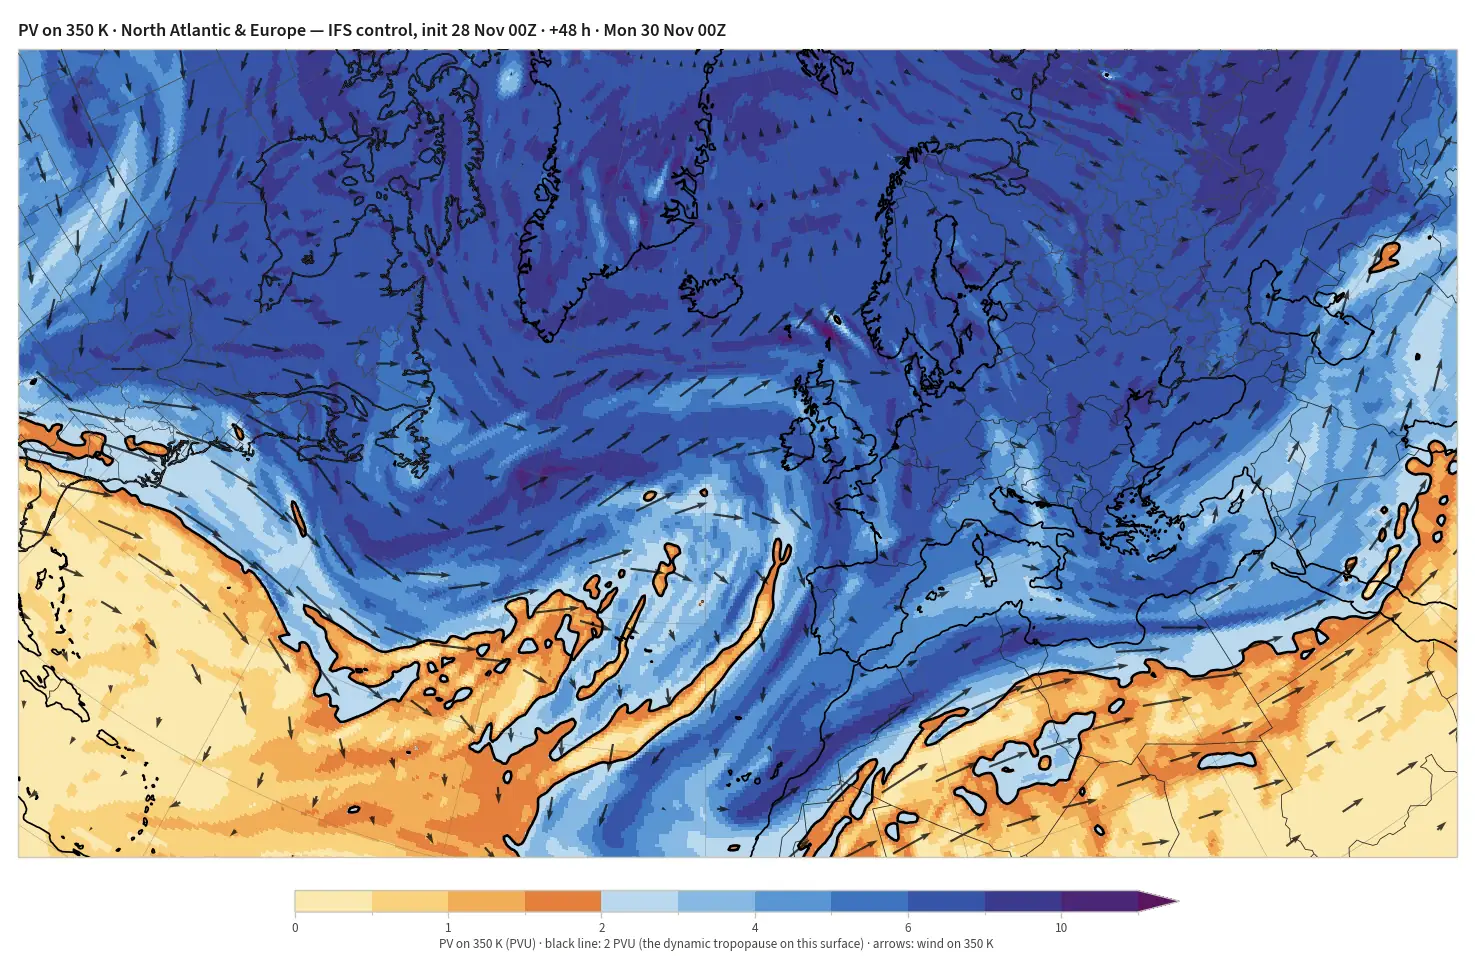 PV on 350 K · North Atlantic & Europe — IFS control, init 28 Nov 00Z · +48 h · Mon 30 Nov 00Z
0 1 2 4 6 10
PV on 350 K (PVU) · black line: 2 PVU (the dynamic tropopause on this surface) · arrows: wind on 350 K